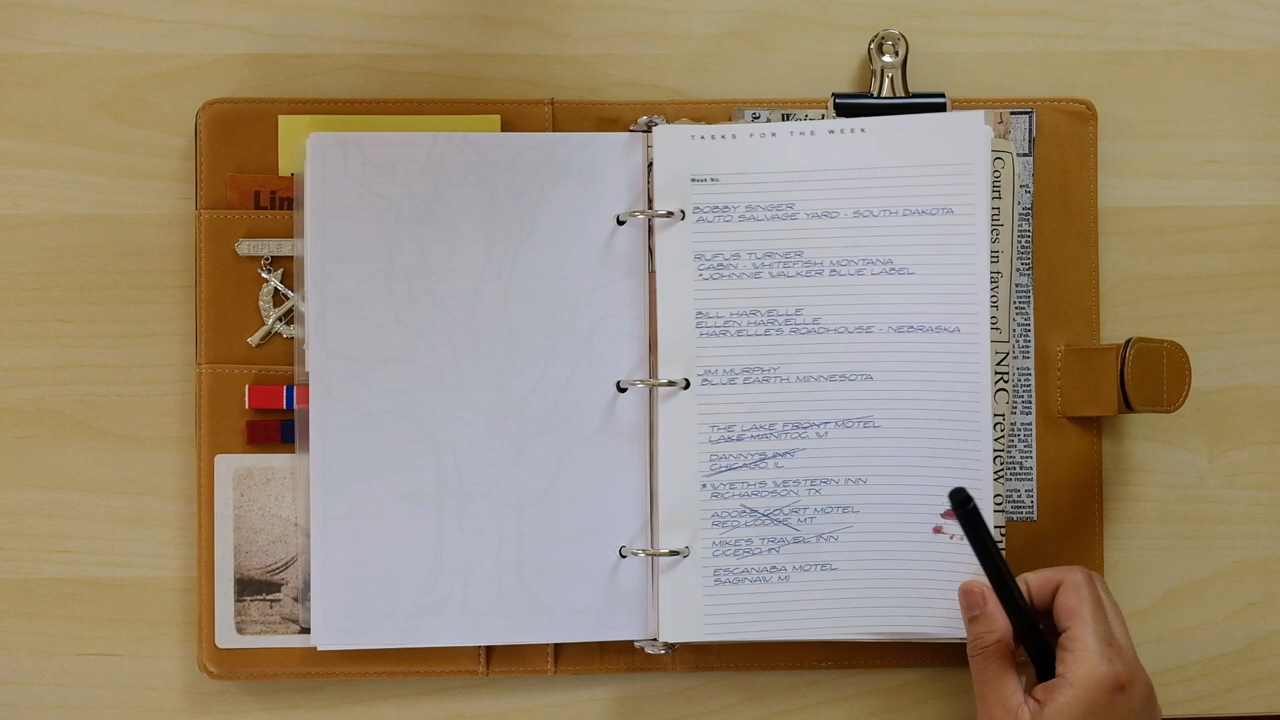 Lim
RIFLE
Weird
TASKS FOR THE WEEK
Week No.
BOBBY SINGER
AUTO SALVAGE YARD - SOUTH DAKOTA
RUFUS TURNER
CABIN - WHITEFISH, MONTANA
*JOHNNIE WALKER BLUE LABEL
BILL HARVELLE
ELLEN HARVELLE
HARVELLE'S ROADHOUSE - NEBRASKA
JIM MURPHY
BLUE EARTH, MINNESOTA
THE LAKE FRONT MOTEL
LAKE MANITOC, WI
DANNY'S INN
CHICAGO, IL
* WYETH'S WESTERN INN
RICHARDSON, TX
ADOBE COURT MOTEL
RED LODGE, MT
MIKE'S TRAVEL INN
CICERO, IN
ESCANABA MOTEL
SAGINAW, MI
Court rules in favor of
NRC review of